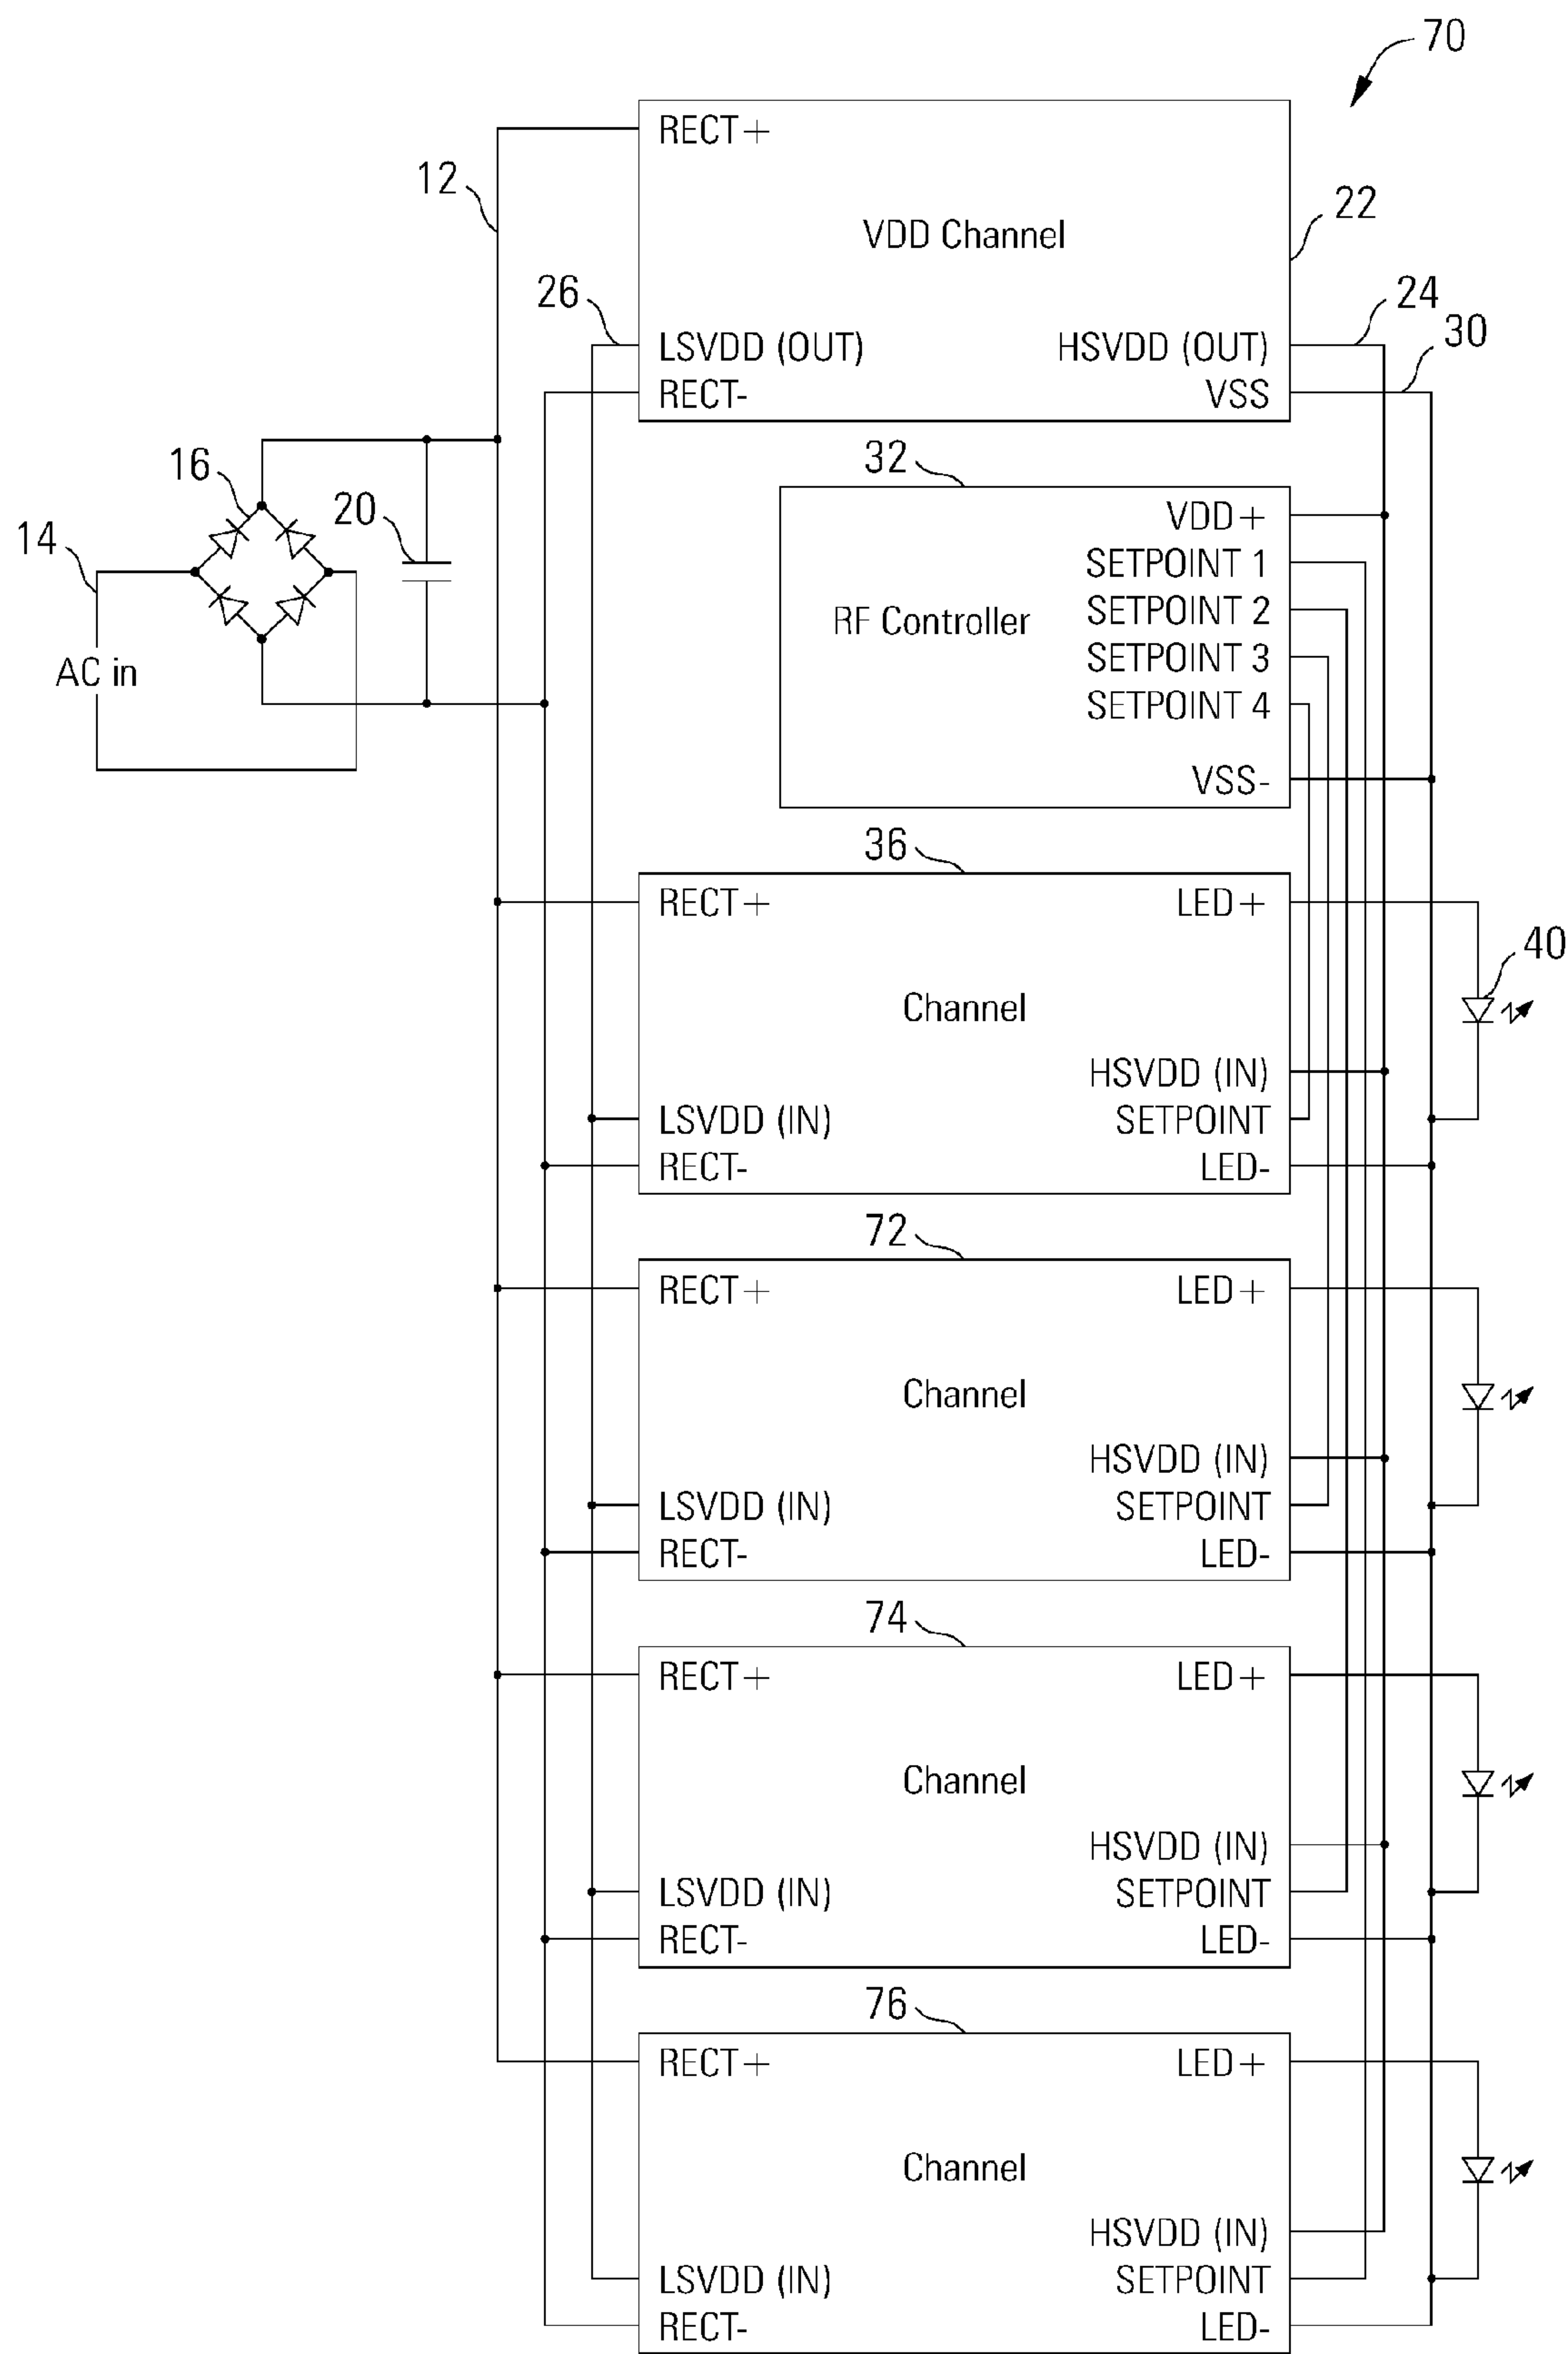 70
RECT+
12
22
VDD Channel
26
24
30
LSVDD (OUT)
HSVDD (OUT)
RECT-
VSS
16
32
20
14
VDD+
SETPOINT 1
SETPOINT 2
RF Controller
SETPOINT 3
AC in
SETPOINT 4
VSS-
36
RECT+
LED+
40
Channel
HSVDD (IN)
LSVDD (IN)
SETPOINT
RECT-
LED-
72
RECT+
LED+
Channel
HSVDD (IN)
LSVDD (IN)
SETPOINT
RECT-
LED-
74
RECT+
LED+
Channel
HSVDD (IN)
LSVDD (IN)
SETPOINT
RECT-
LED-
76
RECT+
LED+
Channel
HSVDD (IN)
LSVDD (IN)
SETPOINT
RECT-
LED-